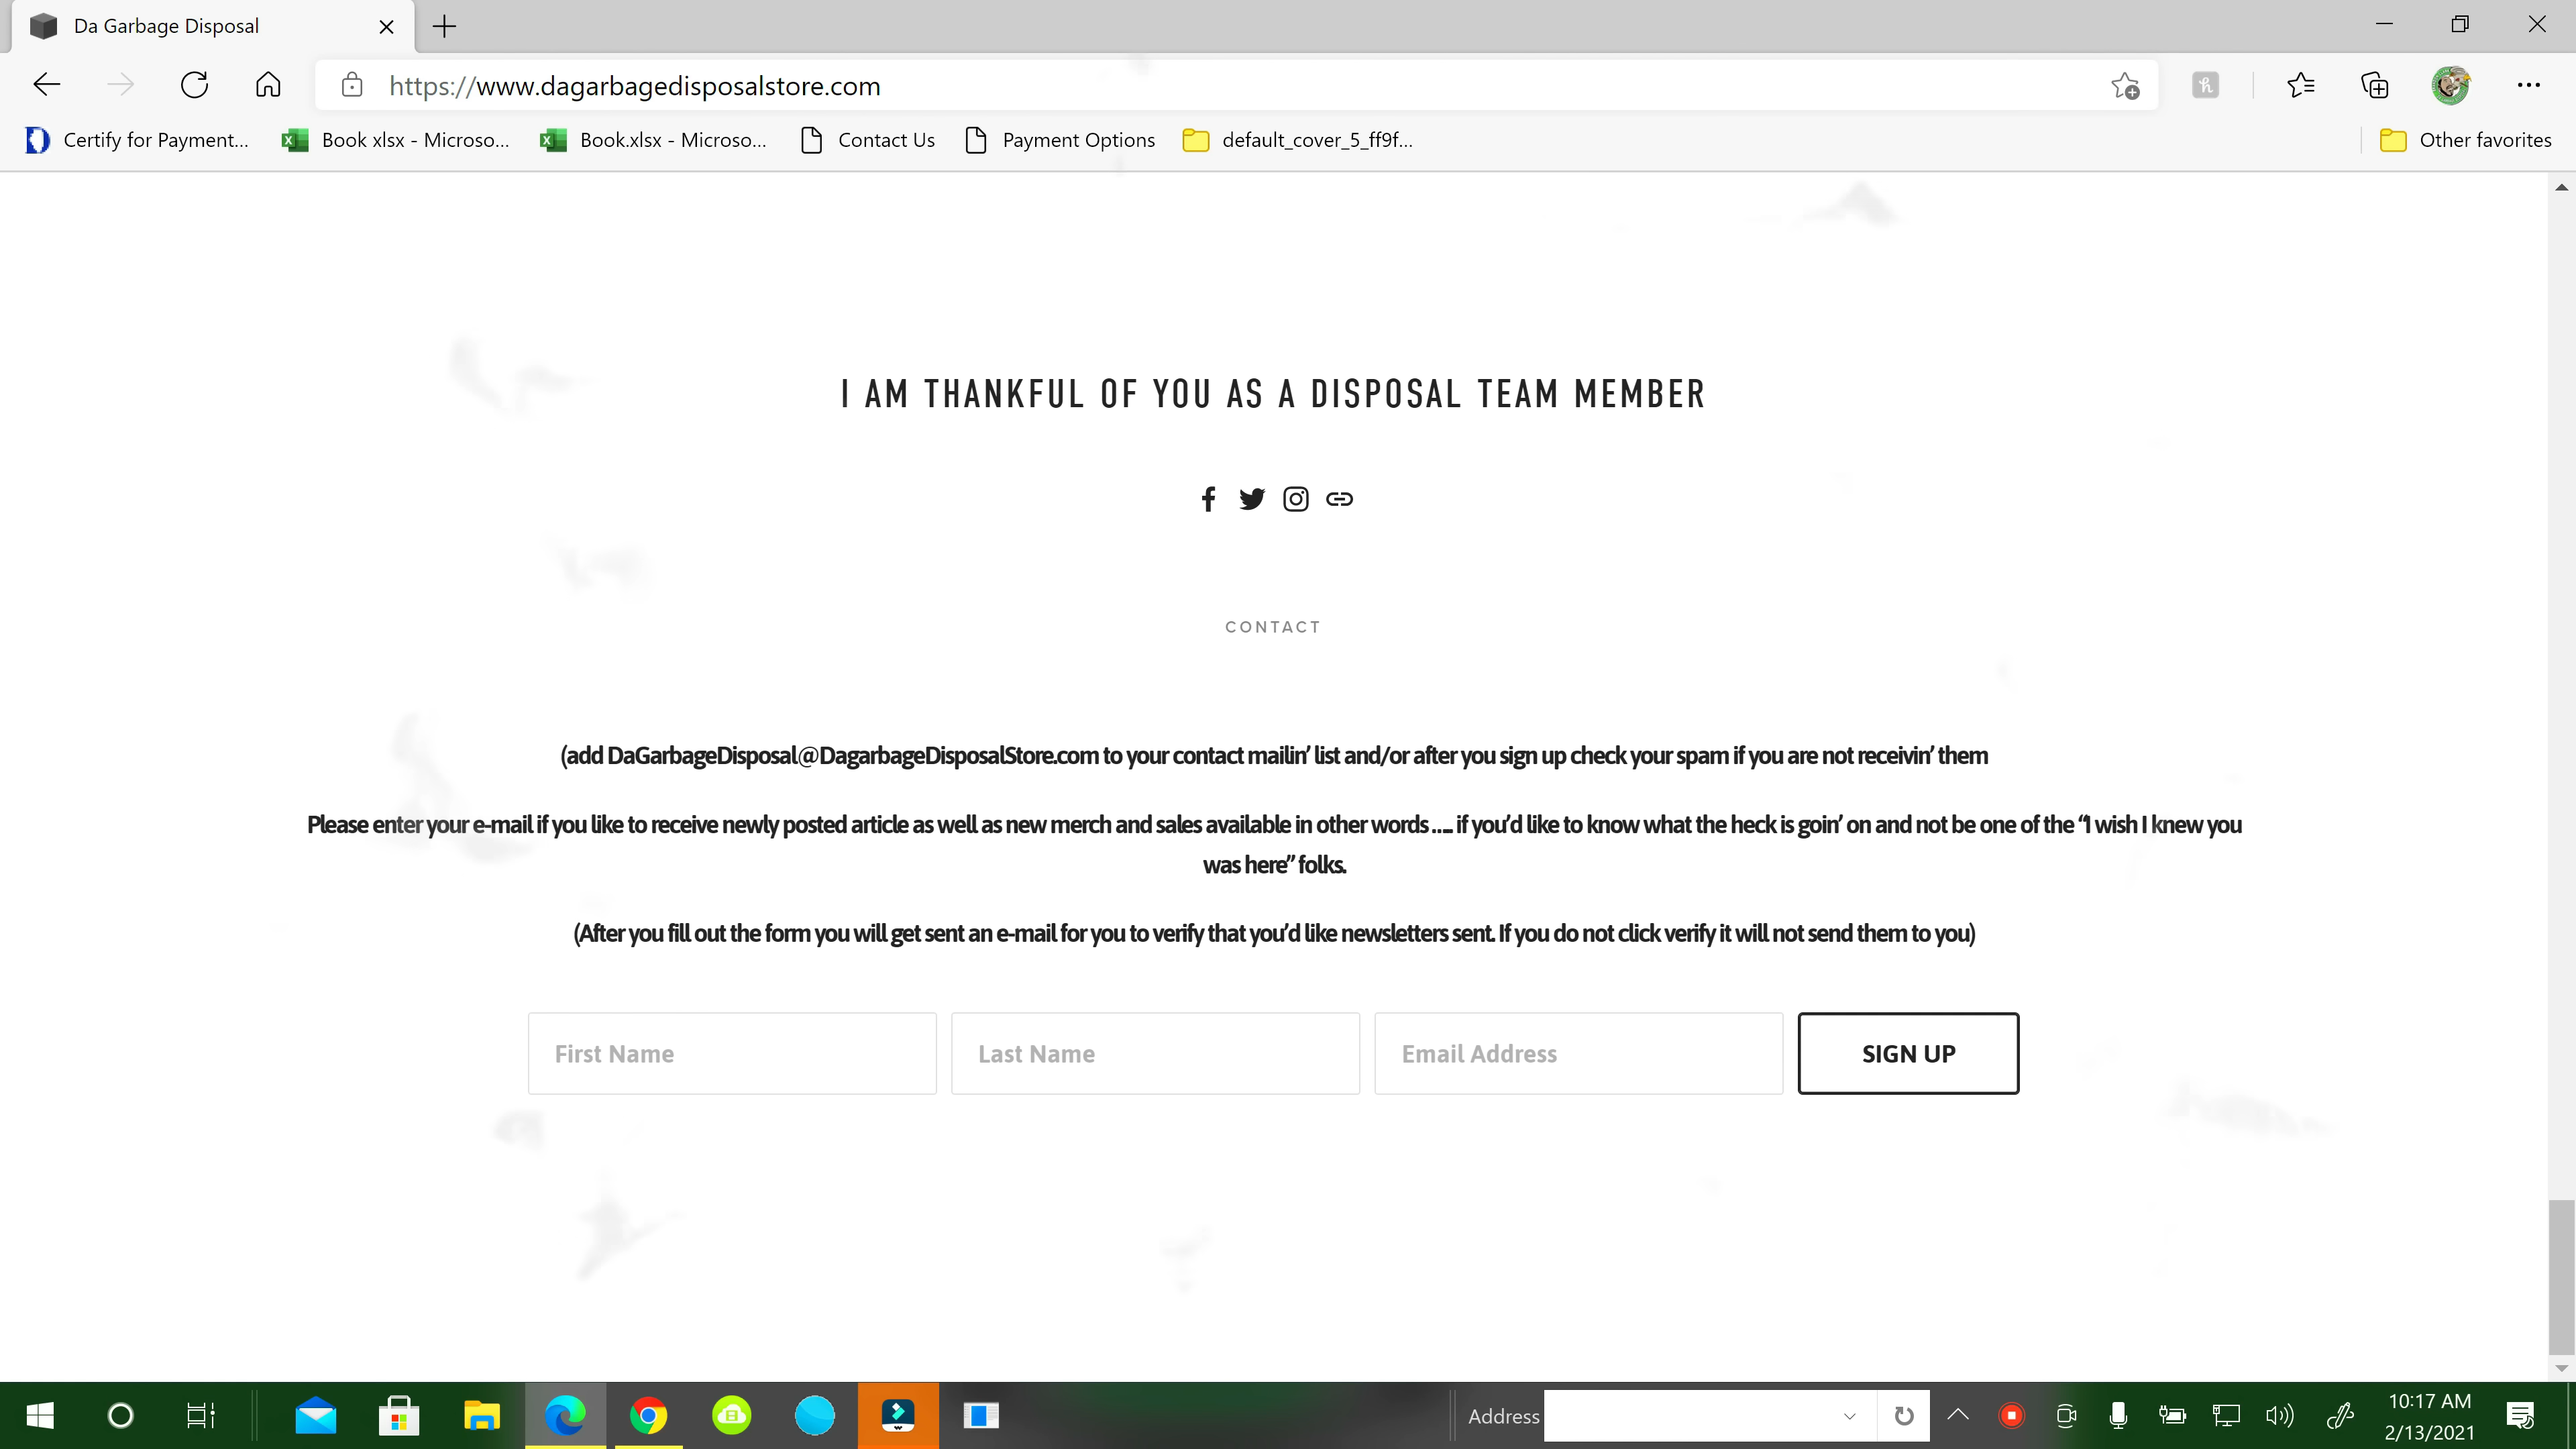 Da Garbage Disposal
https://www.dagarbagedisposalstore.com
Certify for Payment... Book xlsx - Microso... Book.xlsx - Microso... Contact Us Payment Options default_cover_5_ff9f... Other favorites
I AM THANKFUL OF YOU AS A DISPOSAL TEAM MEMBER
CONTACT
(add DaGarbageDisposal@DagarbageDisposalStore.com to your contact mailin’ list and/or after you sign up check your spam if you are not receivin’ them
Please enter your e-mail if you like to receive newly posted article as well as new merch and sales available in other words ….. if you’d like to know what the heck is goin’ on and not be one of the “I wish I knew you
was here” folks.
(After you fill out the form you will get sent an e-mail for you to verify that you’d like newsletters sent. If you do not click verify it will not send them to you)
First Name Last Name Email Address SIGN UP
Address
10:17 AM
2/13/2021